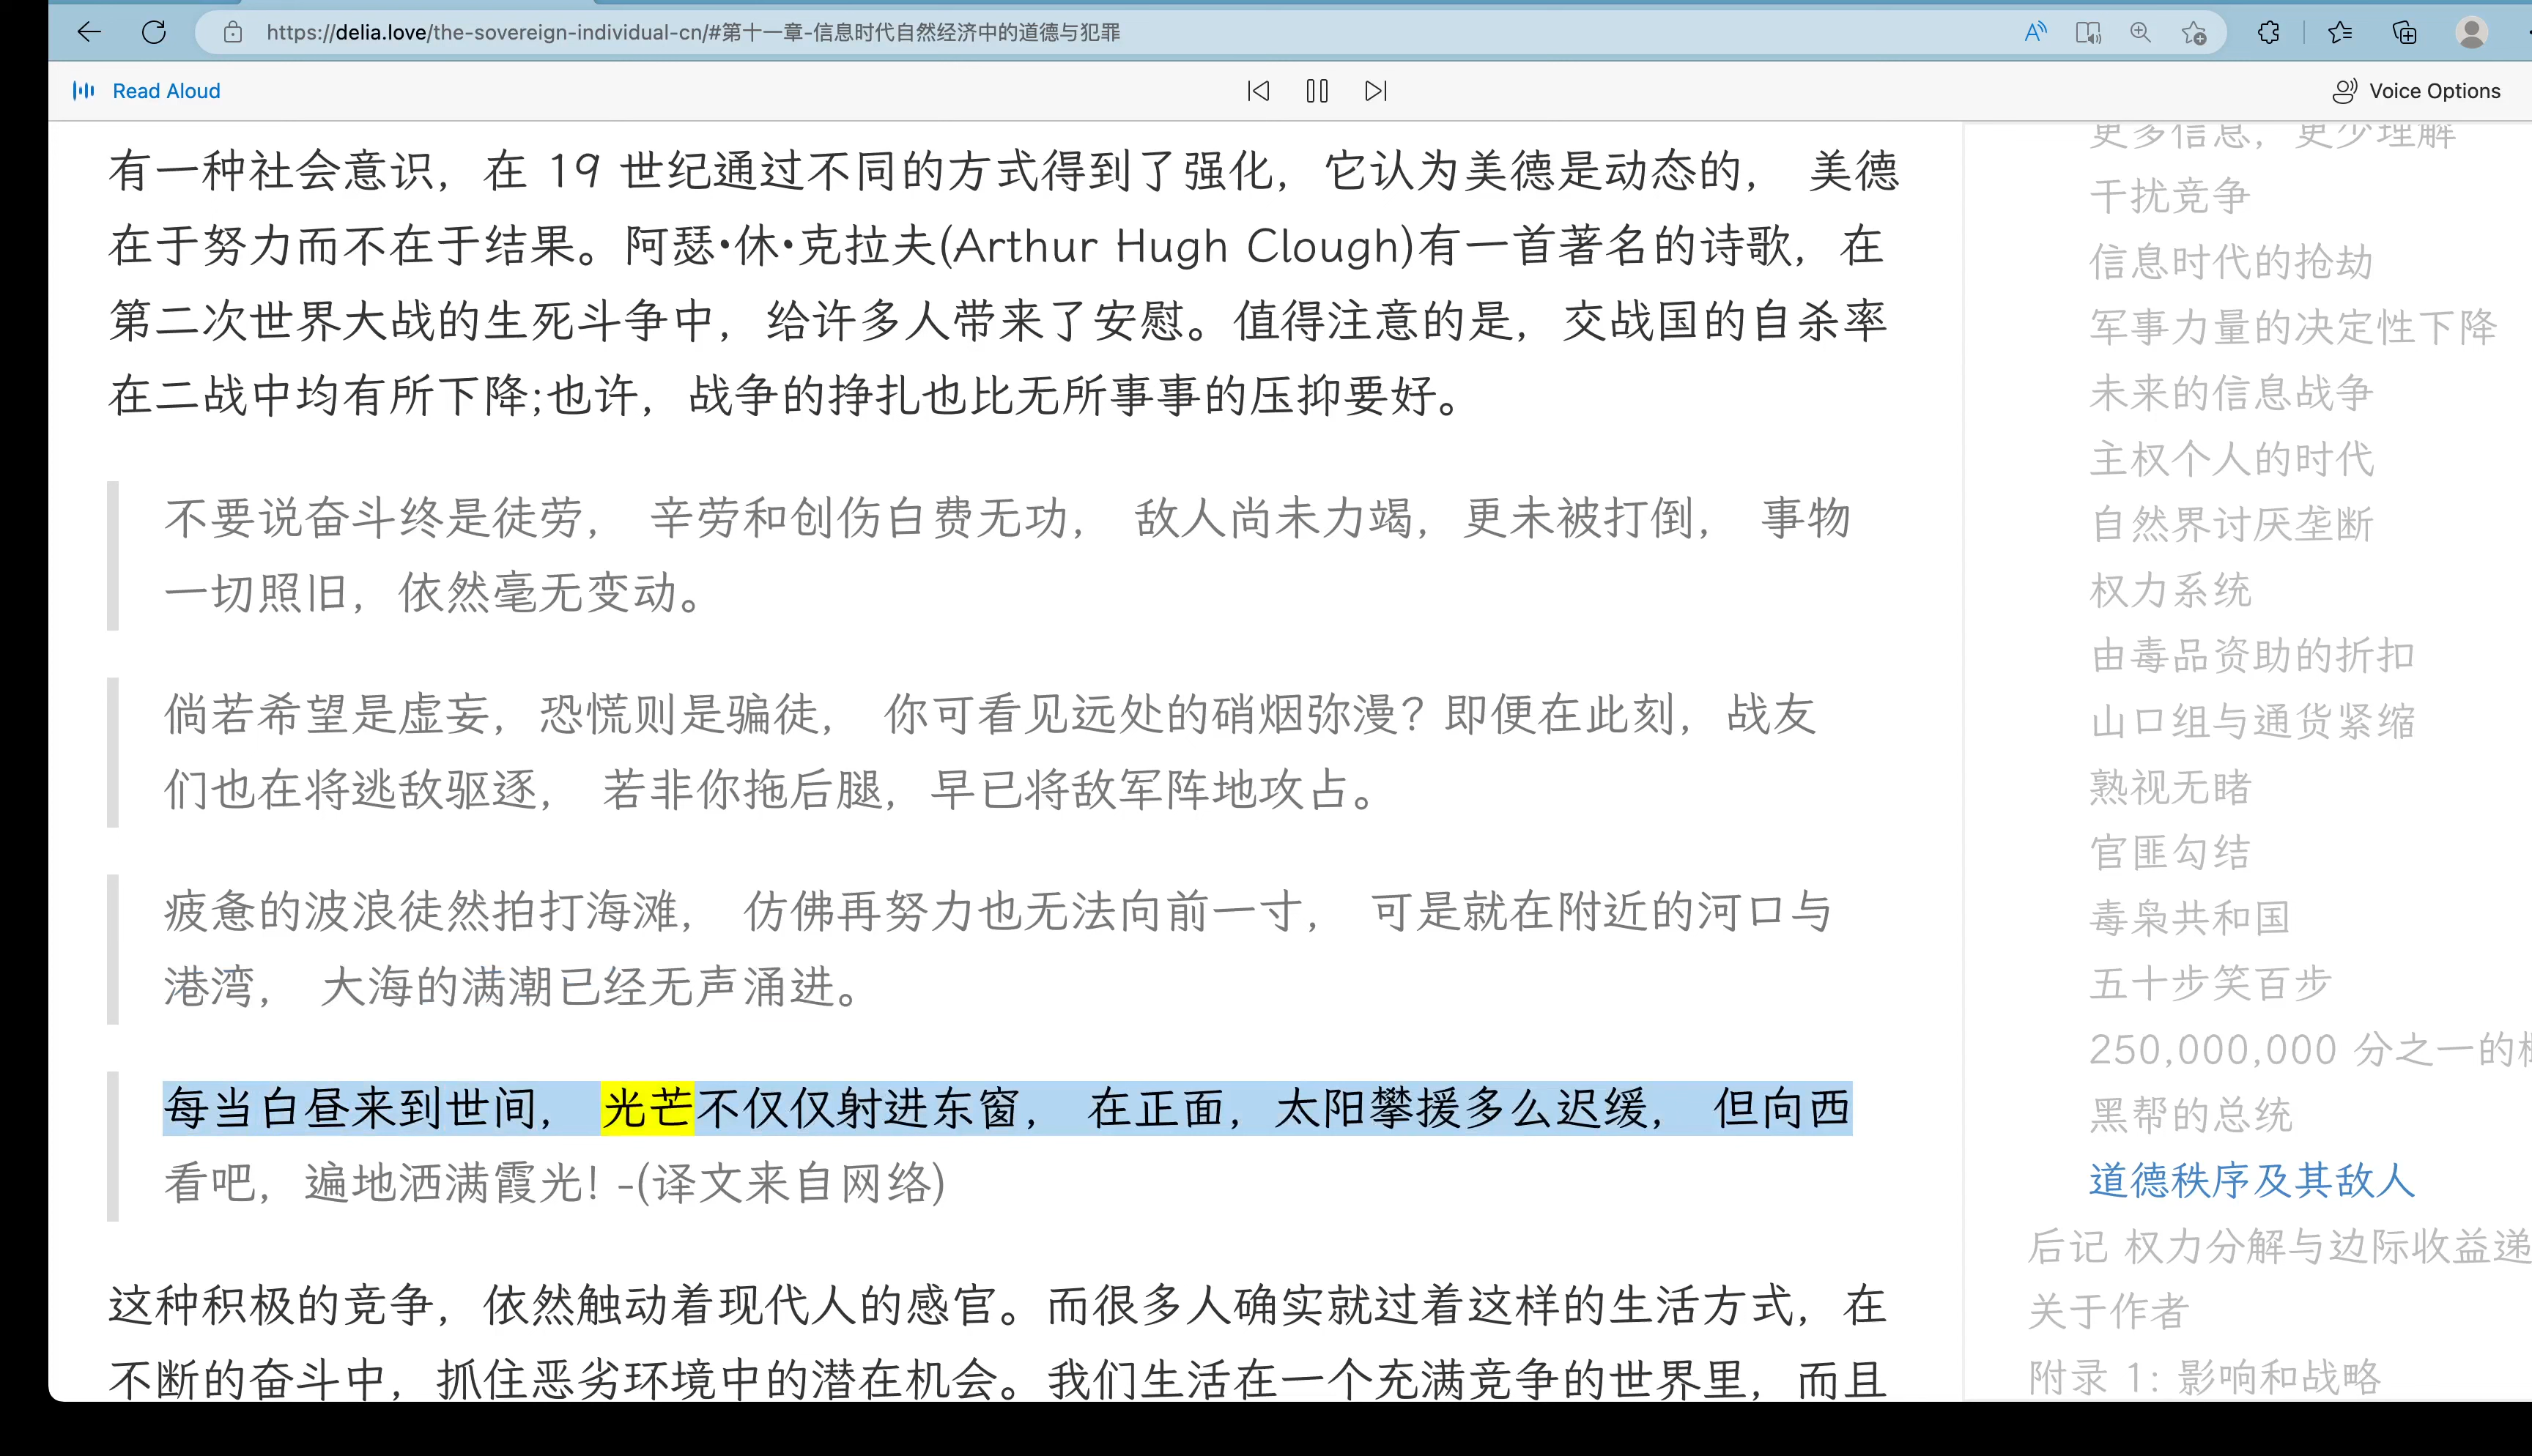 https://delia.love/the-sovereign-individual-cn/#第十一章-信息时代自然经济中的道德与犯罪
Read Aloud
Voice Options
有一种社会意识，在 19 世纪通过不同的方式得到了强化，它认为美德是动态的， 美德
在于努力而不在于结果。阿瑟·休·克拉夫(Arthur Hugh Clough)有一首著名的诗歌，在
第二次世界大战的生死斗争中，给许多人带来了安慰。值得注意的是，交战国的自杀率
在二战中均有所下降;也许，战争的挣扎也比无所事事的压抑要好。
不要说奋斗终是徒劳， 辛劳和创伤白费无功， 敌人尚未力竭，更未被打倒， 事物
一切照旧，依然毫无变动。
倘若希望是虚妄，恐慌则是骗徒， 你可看见远处的硝烟弥漫？即便在此刻，战友
们也在将逃敌驱逐， 若非你拖后腿，早已将敌军阵地攻占。
疲惫的波浪徒然拍打海滩， 仿佛再努力也无法向前一寸， 可是就在附近的河口与
港湾， 大海的满潮已经无声涌进。
每当白昼来到世间， 光芒不仅仅射进东窗， 在正面，太阳攀援多么迟缓， 但向西
看吧，遍地洒满霞光! -(译文来自网络)
这种积极的竞争，依然触动着现代人的感官。而很多人确实就过着这样的生活方式，在
不断的奋斗中，抓住恶劣环境中的潜在机会。我们生活在一个充满竞争的世界里，而且
更多信息，更少理解
干扰竞争
信息时代的抢劫
军事力量的决定性下降
未来的信息战争
主权个人的时代
自然界讨厌垄断
权力系统
由毒品资助的折扣
山口组与通货紧缩
熟视无睹
官匪勾结
毒枭共和国
五十步笑百步
250,000,000 分之一的
黑帮的总统
道德秩序及其敌人
后记 权力分解与边际收益递
关于作者
附录 1: 影响和战略